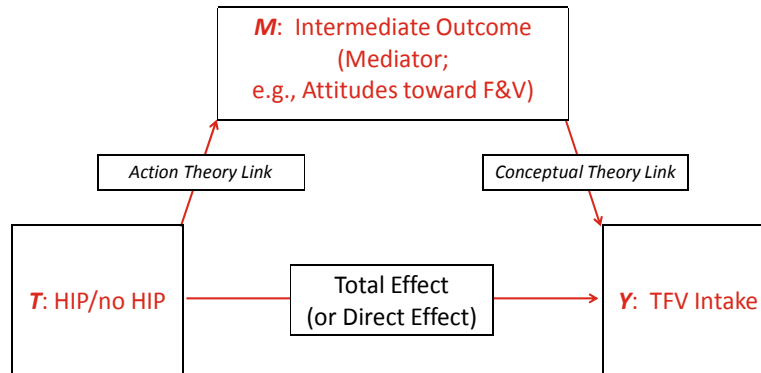 M: Intermediate Outcome
(Mediator;
e.g., Attitudes toward F&V)
Action Theory Link
Conceptual Theory Link
T: HIP/no HIP
Total Effect
(or Direct Effect)
Y: TFV Intake